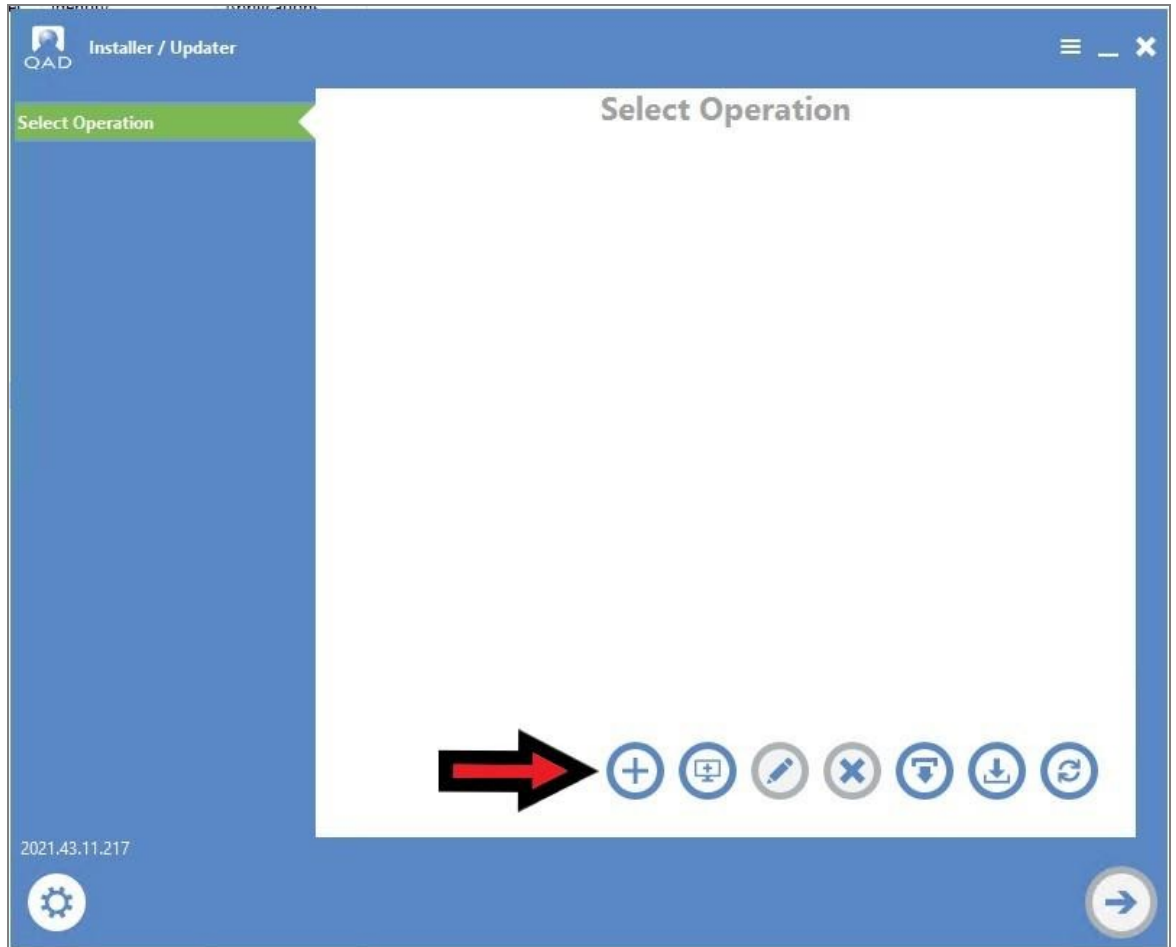 QAD
Installer / Updater
Select Operation
Select Operation
2021.43.11.217